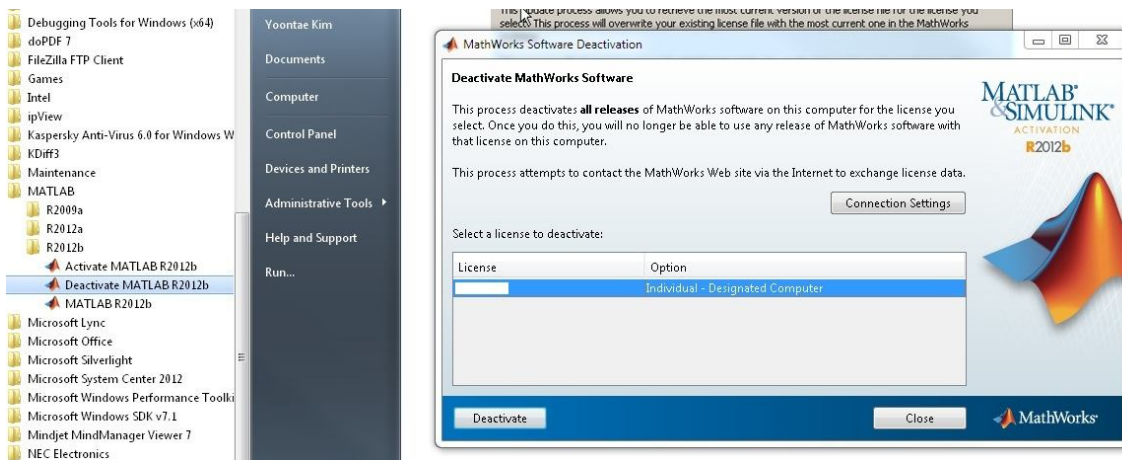 Debugging Tools for Windows (x64)
doPDF 7
FileZilla FTP Client
Games
Intel
ipView
Kaspersky Anti-Virus 6.0 for Windows W
KDiff3
Maintenance
MATLAB
R2009a
R2012a
R2012b
Activate MATLAB R2012b
Deactivate MATLAB R2012b
MATLAB R2012b
Microsoft Lync
Microsoft Office
Microsoft Silverlight
Microsoft System Center 2012
Microsoft Windows Performance Toolki
Microsoft Windows SDK v7.1
Mindjet MindManager Viewer 7
NEC Electronics
Yoontae Kim
Documents
Computer
Control Panel
Devices and Printers
Administrative Tools
Help and Support
Run...
This update process allows you to retrieve the most current version of the license file for the license you
select. This process will overwrite your existing license file with the most current one in the MathWorks
MathWorks Software Deactivation
Deactivate MathWorks Software
This process deactivates all releases of MathWorks software on this computer for the license you
select. Once you do this, you will no longer be able to use any release of MathWorks software with
that license on this computer.
This process attempts to contact the MathWorks Web site via the Internet to exchange license data.
Connection Settings
Select a license to deactivate:
License Option
Individual - Designated Computer
Deactivate
Close
MATLAB®
&SIMULINK®
ACTIVATION
R2012b
MathWorks®